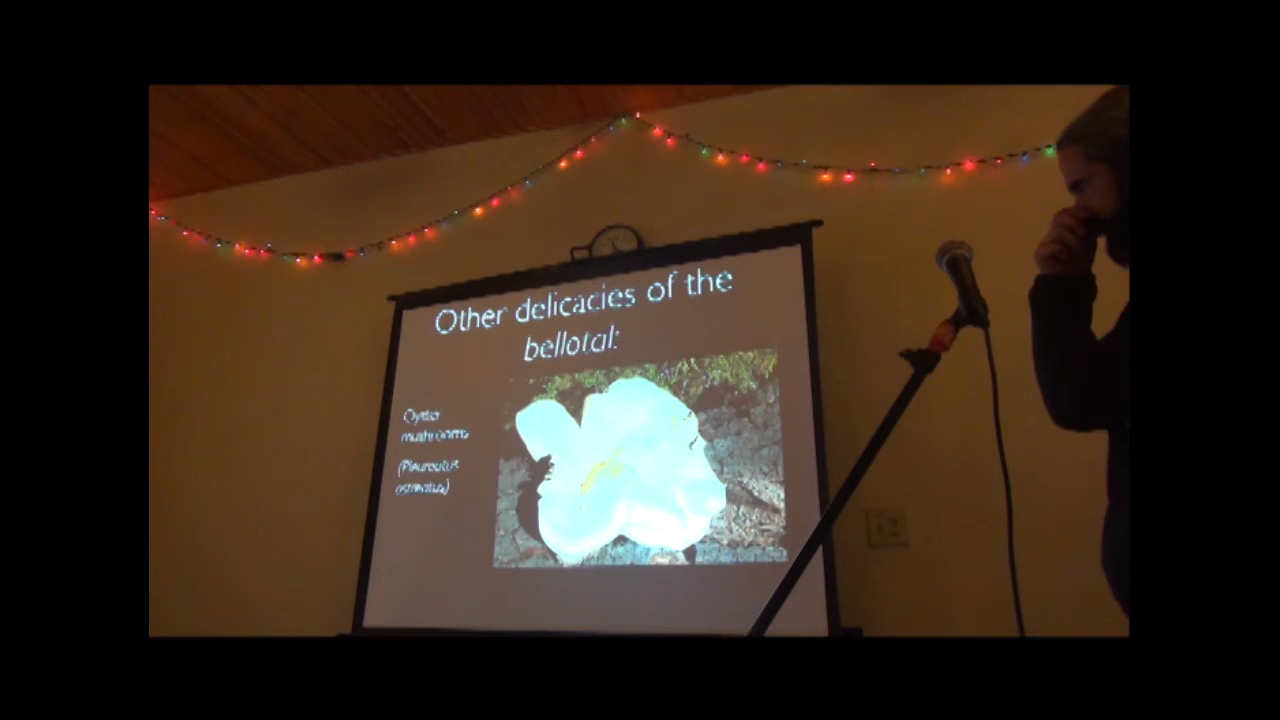 Other delicacies of the
bellotal:
Oyster
mushrooms
(Pleurotus
ostreatus)